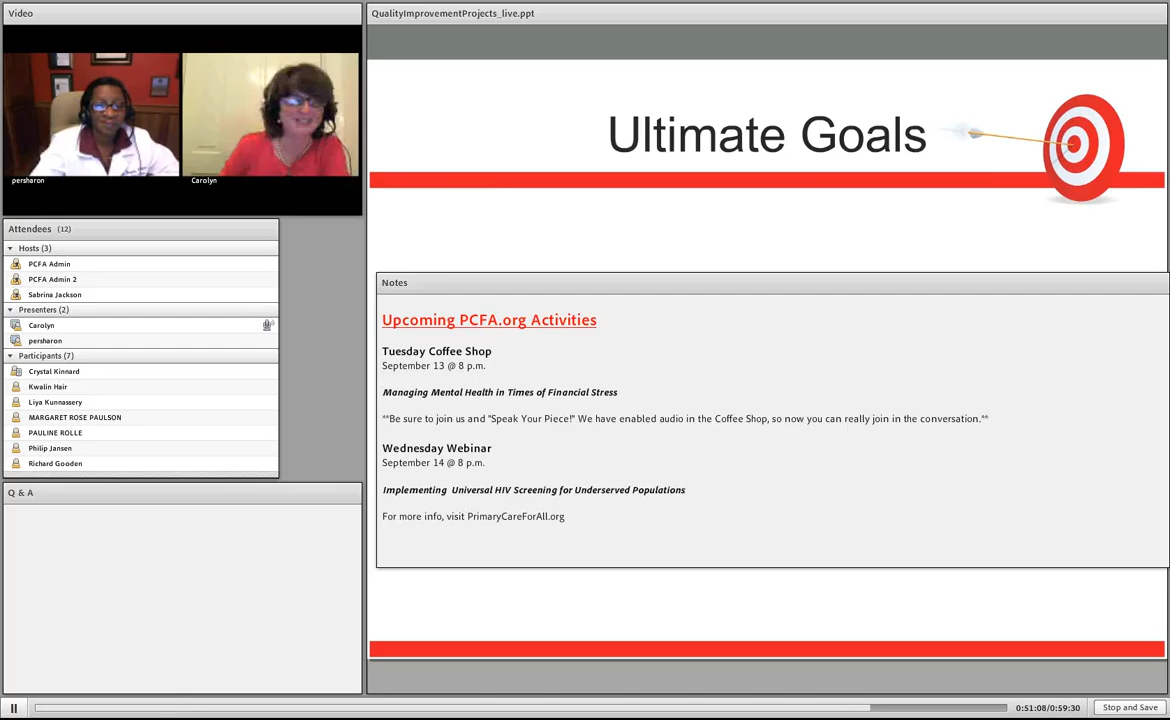 Video
persharon
Carolyn
Attendees (12)
Hosts (3)
PCFA Admin
PCFA Admin 2
Sabrina Jackson
Presenters (2)
Carolyn
persharon
Participants (7)
Crystal Kinnard
Kwalin Hair
Liya Kunnassery
MARGARET ROSE PAULSON
PAULINE ROLLE
Philip Jansen
Richard Gooden
Q & A
QualityImprovementProjects_live.ppt
Ultimate Goals
Notes
Upcoming PCFA.org Activities
Tuesday Coffee Shop
September 13 @ 8 p.m.
Managing Mental Health in Times of Financial Stress
**Be sure to join us and "Speak Your Piece!" We have enabled audio in the Coffee Shop, so now you can really join in the conversation.**
Wednesday Webinar
September 14 @ 8 p.m.
Implementing Universal HIV Screening for Underserved Populations
For more info, visit PrimaryCareForAll.org
0:51:08/0:59:30
Stop and Save